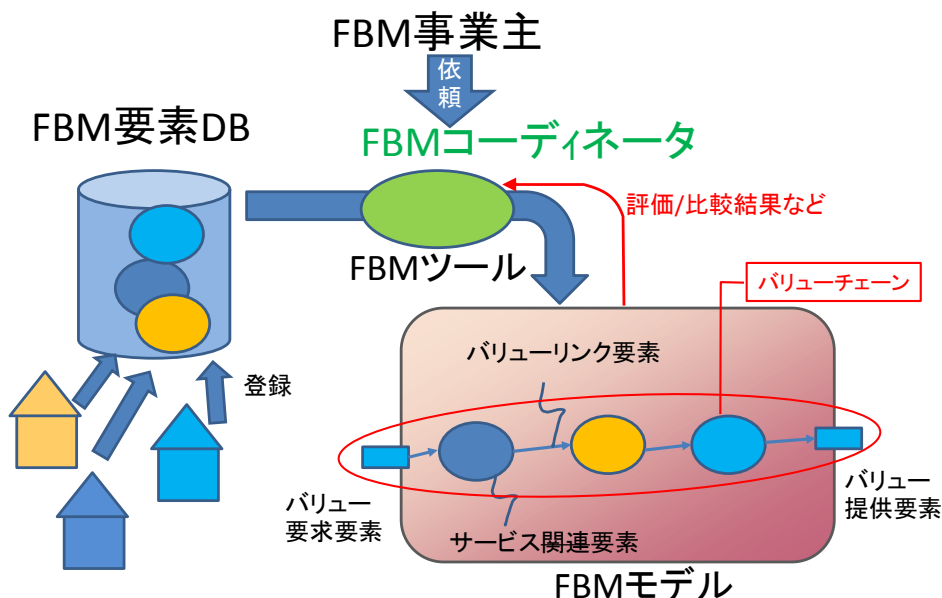 FBM事業主
依
頼
FBM要素DB
FBMコーディネータ
評価/比較結果など
FBMツール
バリューチェーン
バリューリンク要素
登録
バリュー
要求要素
サービス関連要素
バリュー
提供要素
FBMモデル